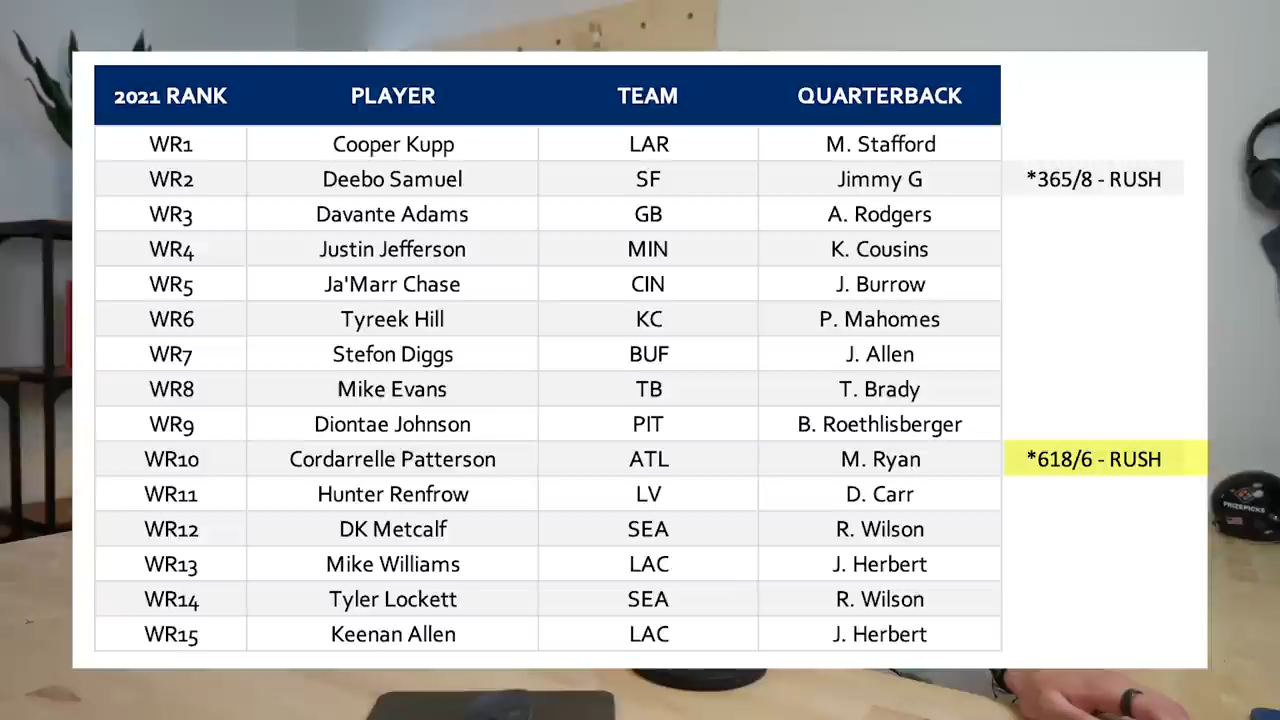 2021 RANK PLAYER TEAM QUARTERBACK
WR1 Cooper Kupp LAR M. Stafford
WR2 Deebo Samuel SF Jimmy G *365/8 - RUSH
WR3 Davante Adams GB A. Rodgers
WR4 Justin Jefferson MIN K. Cousins
WR5 Ja'Marr Chase CIN J. Burrow
WR6 Tyreek Hill KC P. Mahomes
WR7 Stefon Diggs BUF J. Allen
WR8 Mike Evans TB T. Brady
WR9 Diontae Johnson PIT B. Roethlisberger
WR10 Cordarrelle Patterson ATL M. Ryan *618/6 - RUSH
WR11 Hunter Renfrow LV D. Carr
WR12 DK Metcalf SEA R. Wilson
WR13 Mike Williams LAC J. Herbert
WR14 Tyler Lockett SEA R. Wilson
WR15 Keenan Allen LAC J. Herbert
PRIZEPICKS